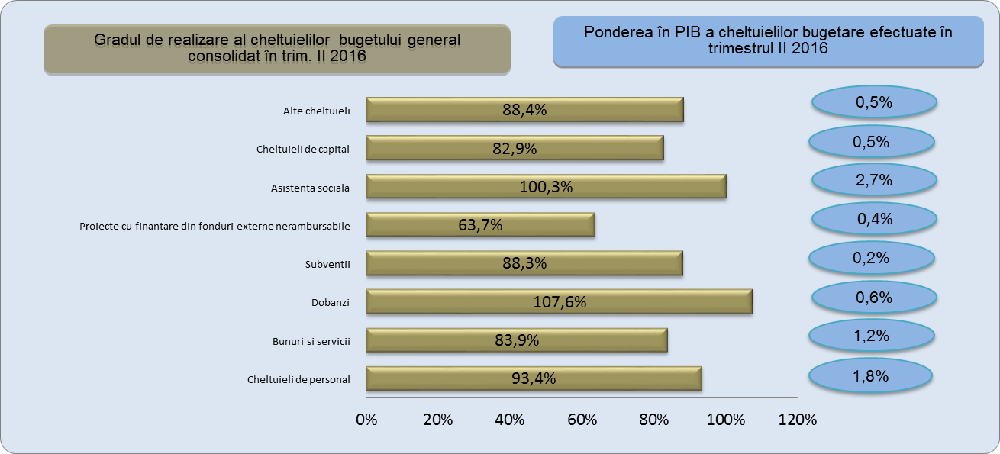 Gradul de realizare al cheltuielilor bugetului general
consolidat în trim. II 2016
Ponderea în PIB a cheltuielilor bugetare efectuate în
trimestrul II 2016
Alte cheltuieli 88,4% 0,5%
Cheltuieli de capital 82,9% 0,5%
Asistenta sociala 100,3% 2,7%
Proiecte cu finantare din fonduri externe nerambursabile 63,7% 0,4%
Subventii 88,3% 0,2%
Dobanzi 107,6% 0,6%
Bunuri si servicii 83,9% 1,2%
Cheltuieli de personal 93,4% 1,8%
0% 20% 40% 60% 80% 100% 120%